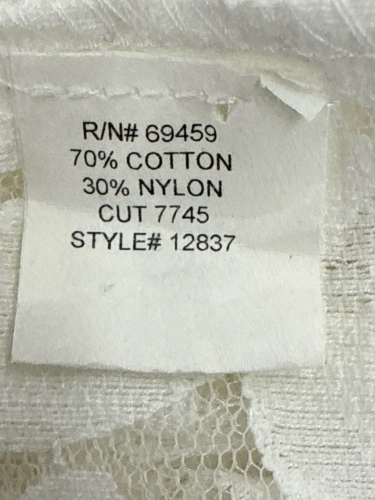 R/N# 69459
70% COTTON
30% NYLON
CUT 7745
STYLE# 12837